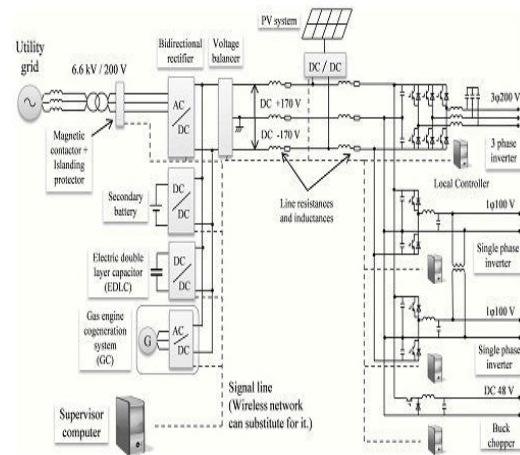 PV system
Bidirectional
rectifier
Voltage
balancer
Utility
grid
6.6 kV / 200 V
DC / DC
AC
DC
DC +170 V
DC -170 V
3φ200 V
3 phase
inverter
Magnetic
contactor +
Islanding
protector
Line resistances
and inductances
Local Controller
Secondary
battery
DC
DC
1φ100 V
Single phase
inverter
Electric double
layer capacitor
(EDLC)
DC
DC
Gas engine
cogeneration
system
(GC)
G
AC
DC
1φ100 V
Single phase
inverter
Supervisor
computer
Signal line
(Wireless network
can substitute for it.)
DC 48 V
Buck
chopper